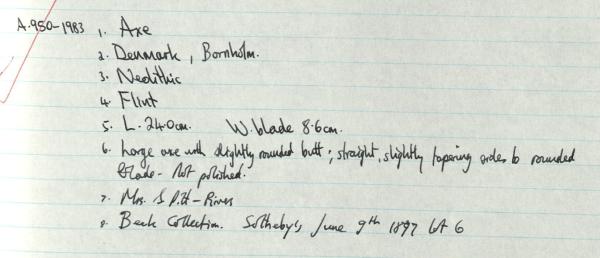 A.950-1983 1. Axe
2. Denmark, Bornholm.
3. Neolithic
4. Flint
5. L. 24.0cm. W. blade 8.6cm.
6. Large axe with slightly rounded butt; straight, slightly tapering sides to rounded
blade - Not polished.
7. Mrs. S Pitt-Rivers
8. Beck Collection. Sotheby's June 9th 1897 Lot 6